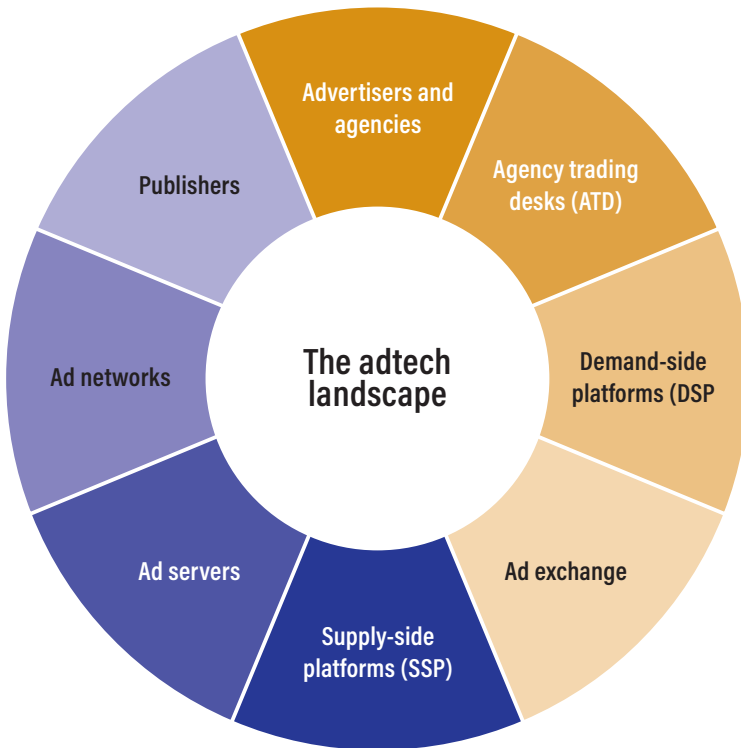 The adtech
landscape
Advertisers and
agencies
Agency trading
desks (ATD)
Demand-side
platforms (DSP
Ad exchange
Supply-side
platforms (SSP)
Ad servers
Ad networks
Publishers